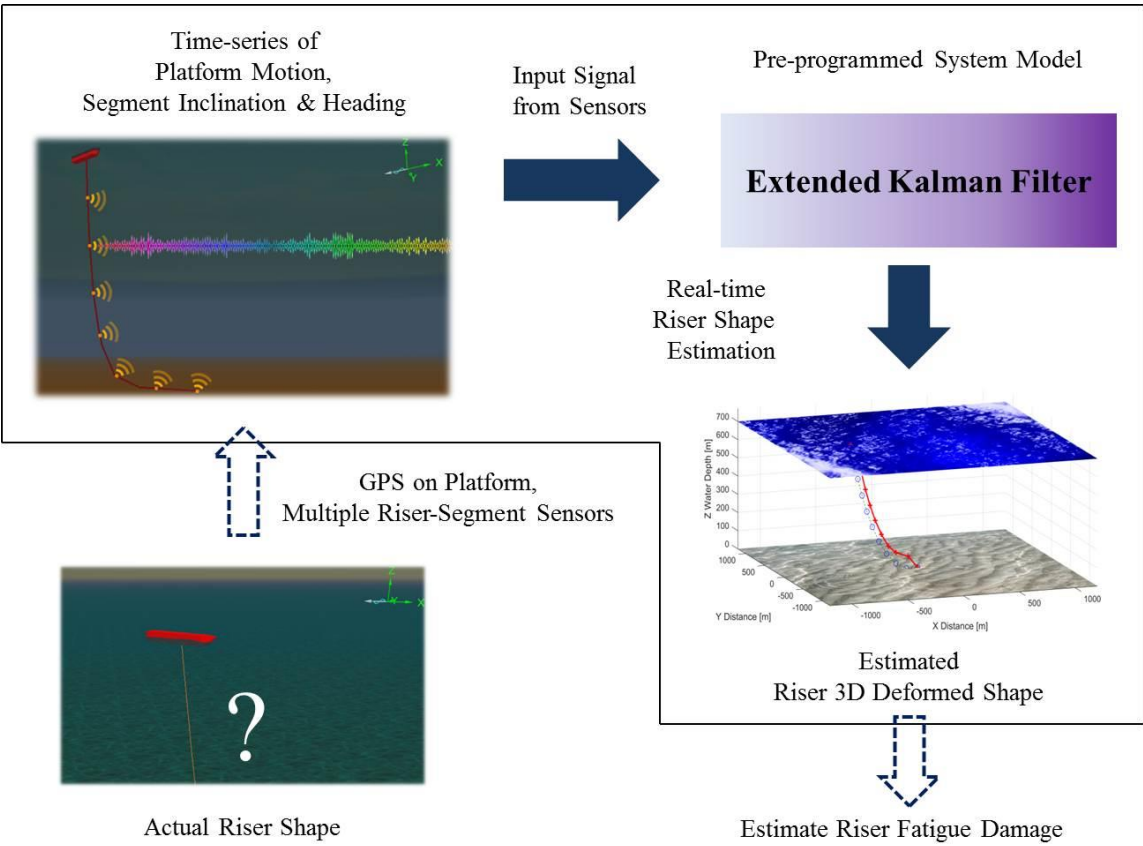 Time-series of
Platform Motion,
Segment Inclination & Heading
Z
X
Y
Input Signal
from Sensors
Pre-programmed System Model
Extended Kalman Filter
Real-time
Riser Shape
Estimation
Z Water Depth [m]
700
600
500
400
300
200
100
0
1000
500
0
-500
-1000
Y Distance [m]
-1000
-500
0
500
1000
X Distance [m]
Estimated
Riser 3D Deformed Shape
GPS on Platform,
Multiple Riser-Segment Sensors
Z
X
?
Actual Riser Shape
Estimate Riser Fatigue Damage